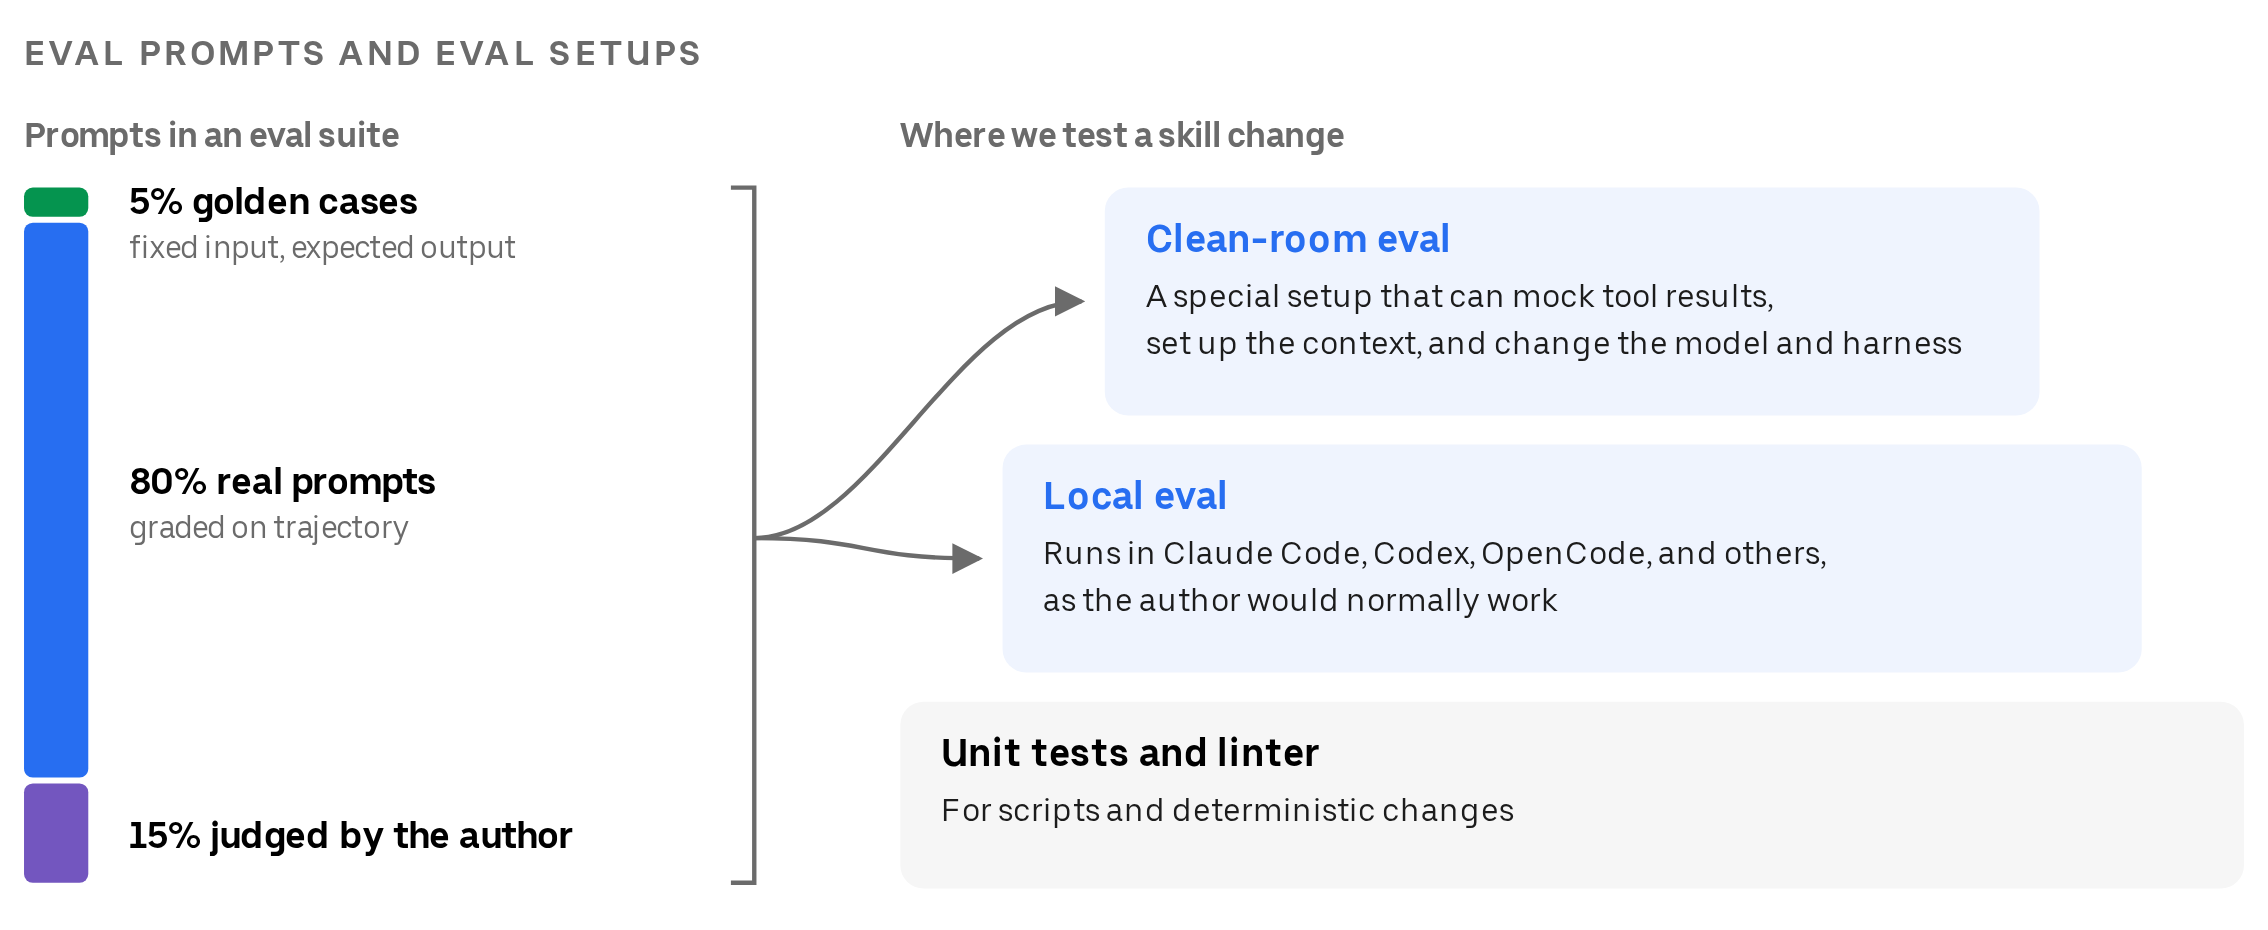 EVAL PROMPTS AND EVAL SETUPS
Prompts in an eval suite
5% golden cases
fixed input, expected output
80% real prompts
graded on trajectory
15% judged by the author
Where we test a skill change
Clean-room eval
A special setup that can mock tool results,
set up the context, and change the model and harness
Local eval
Runs in Claude Code, Codex, OpenCode, and others,
as the author would normally work
Unit tests and linter
For scripts and deterministic changes